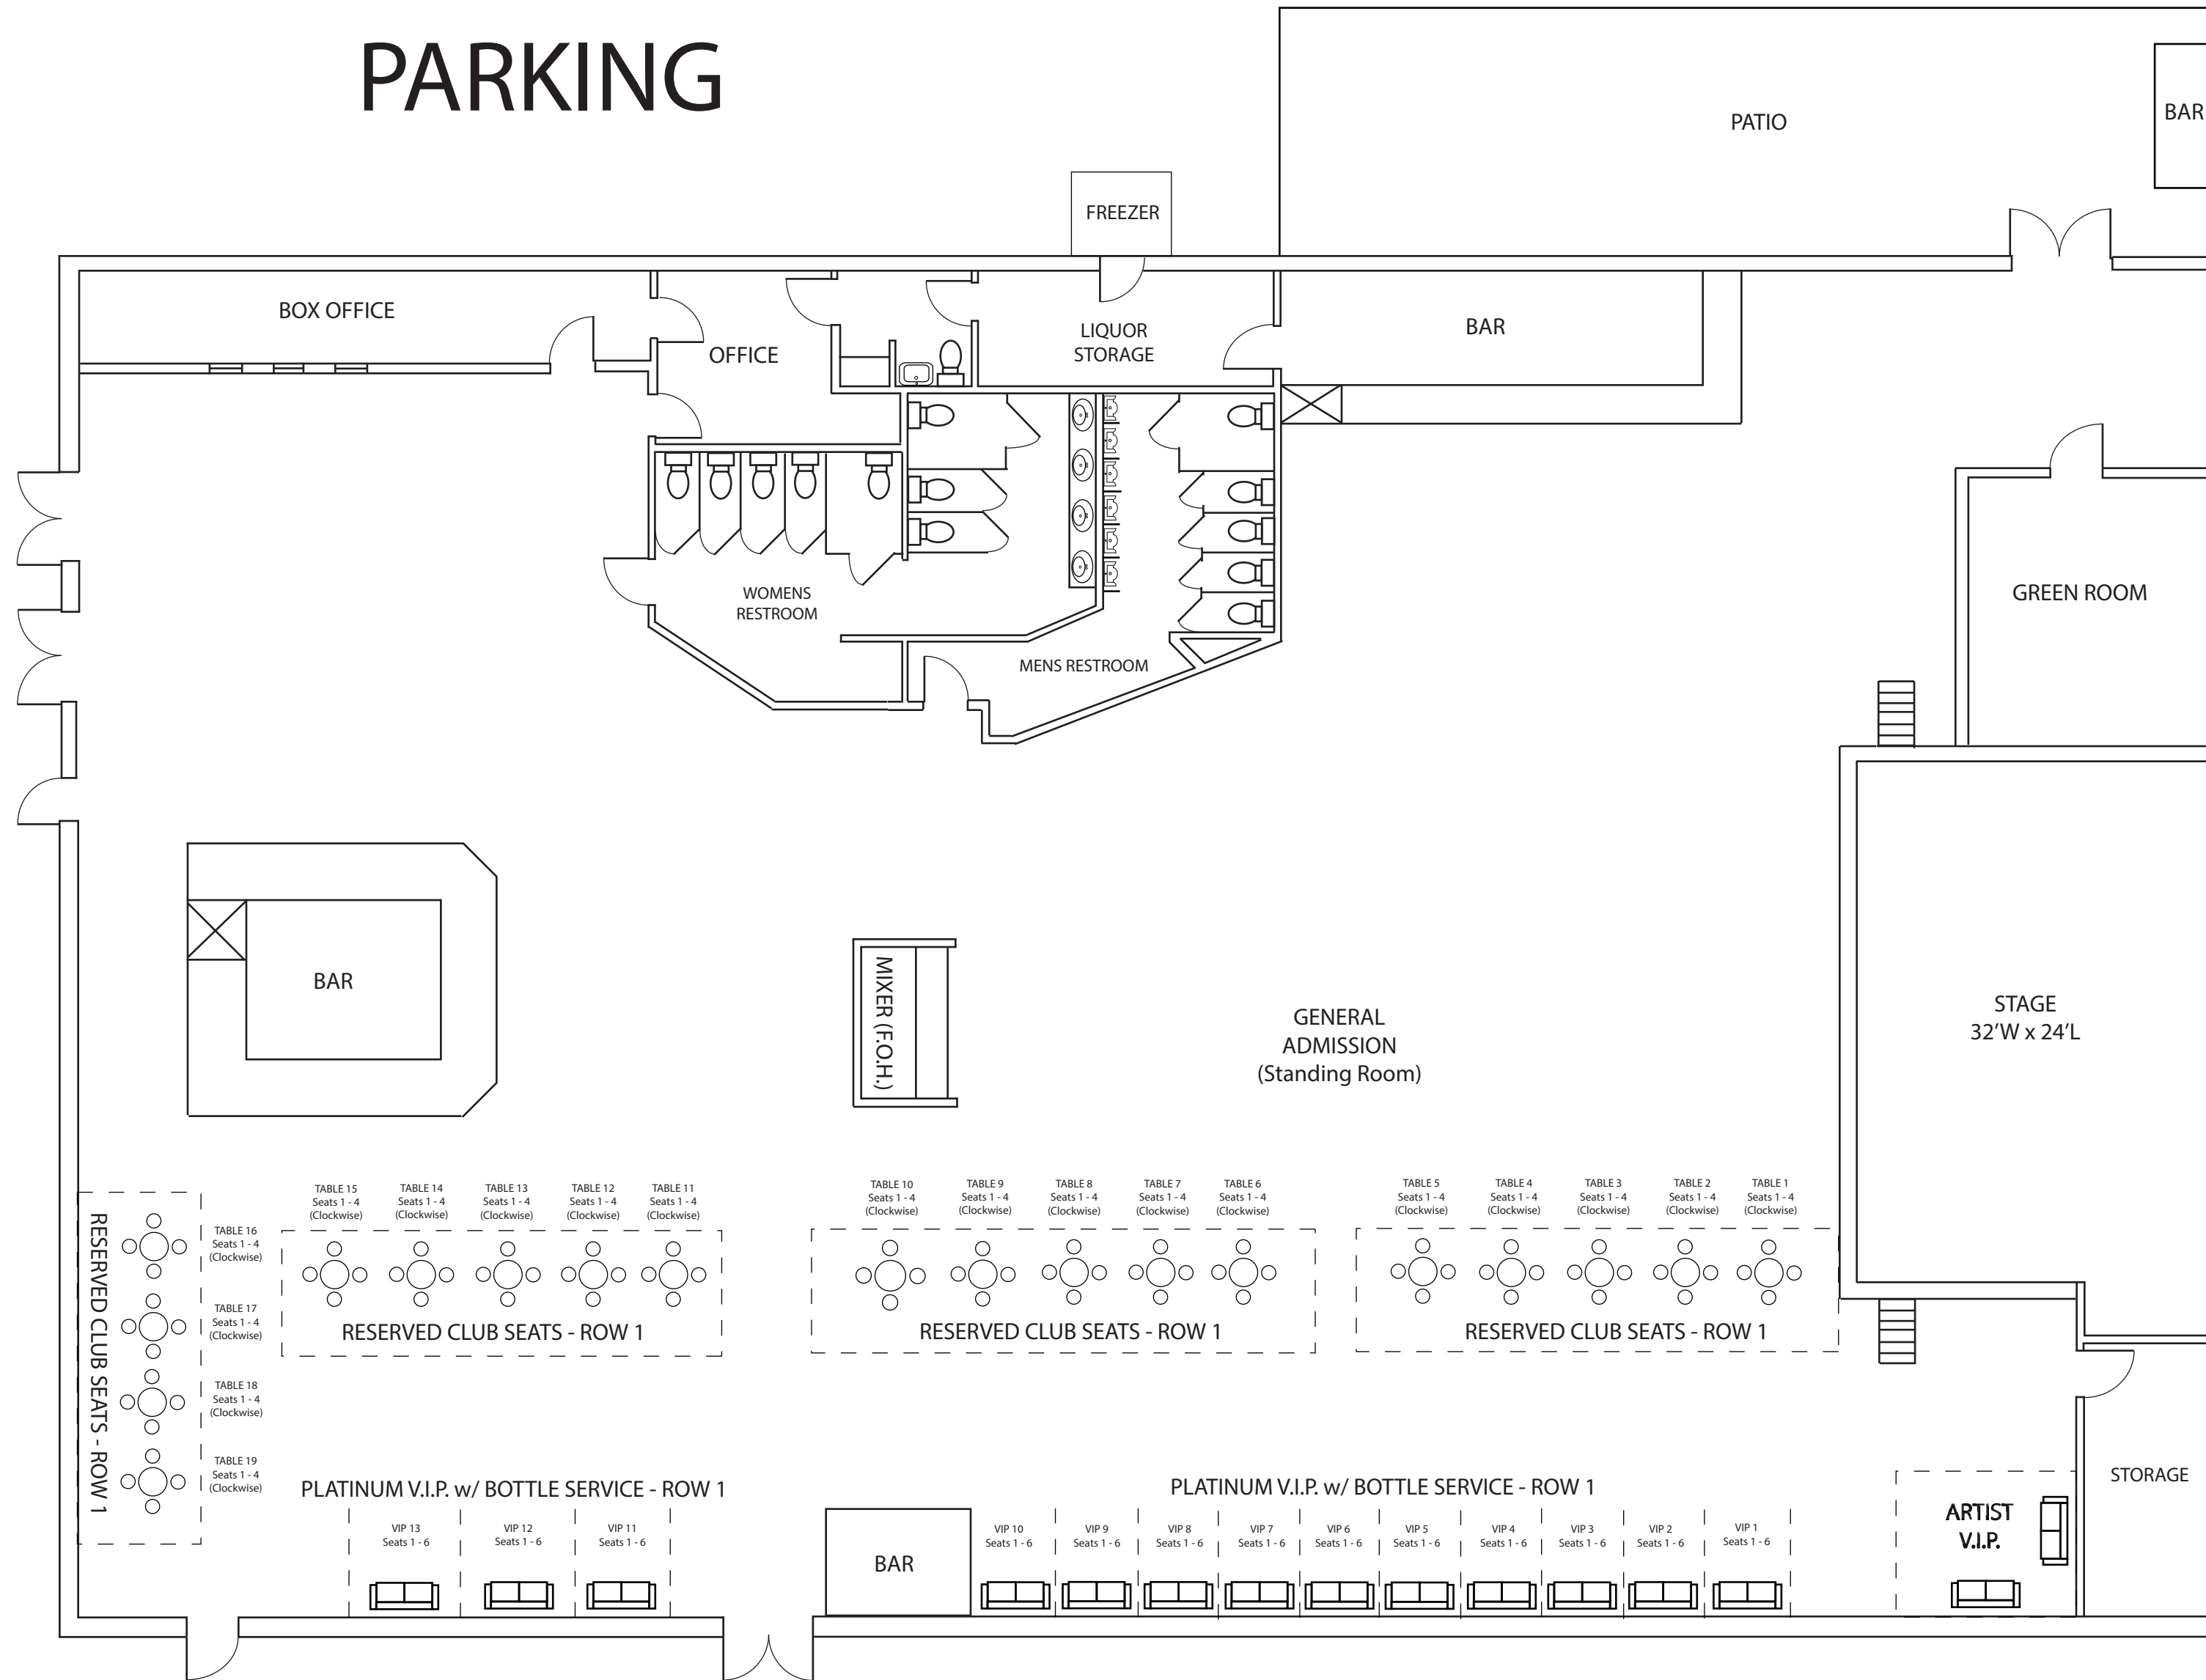 PARKING
PATIO
BAR
FREEZER
BOX OFFICE
OFFICE
LIQUOR
STORAGE
BAR
WOMENS
RESTROOM
MENS RESTROOM
GREEN ROOM
BAR
MIXER (F.O.H.)
GENERAL
ADMISSION
(Standing Room)
STAGE
32'W x 24'L
TABLE 15
Seats 1 - 4
(Clockwise)
TABLE 14
Seats 1 - 4
(Clockwise)
TABLE 13
Seats 1 - 4
(Clockwise)
TABLE 12
Seats 1 - 4
(Clockwise)
TABLE 11
Seats 1 - 4
(Clockwise)
TABLE 10
Seats 1 - 4
(Clockwise)
TABLE 9
Seats 1 - 4
(Clockwise)
TABLE 8
Seats 1 - 4
(Clockwise)
TABLE 7
Seats 1 - 4
(Clockwise)
TABLE 6
Seats 1 - 4
(Clockwise)
TABLE 5
Seats 1 - 4
(Clockwise)
TABLE 4
Seats 1 - 4
(Clockwise)
TABLE 3
Seats 1 - 4
(Clockwise)
TABLE 2
Seats 1 - 4
(Clockwise)
TABLE 1
Seats 1 - 4
(Clockwise)
RESERVED CLUB SEATS - ROW 1
TABLE 16
Seats 1 - 4
(Clockwise)
TABLE 17
Seats 1 - 4
(Clockwise)
TABLE 18
Seats 1 - 4
(Clockwise)
TABLE 19
Seats 1 - 4
(Clockwise)
RESERVED CLUB SEATS - ROW 1
RESERVED CLUB SEATS - ROW 1
RESERVED CLUB SEATS - ROW 1
PLATINUM V.I.P. w/ BOTTLE SERVICE - ROW 1
PLATINUM V.I.P. w/ BOTTLE SERVICE - ROW 1
STORAGE
ARTIST
V.I.P.
VIP 13
Seats 1 - 6
VIP 12
Seats 1 - 6
VIP 11
Seats 1 - 6
BAR
VIP 10
Seats 1 - 6
VIP 9
Seats 1 - 6
VIP 8
Seats 1 - 6
VIP 7
Seats 1 - 6
VIP 6
Seats 1 - 6
VIP 5
Seats 1 - 6
VIP 4
Seats 1 - 6
VIP 3
Seats 1 - 6
VIP 2
Seats 1 - 6
VIP 1
Seats 1 - 6